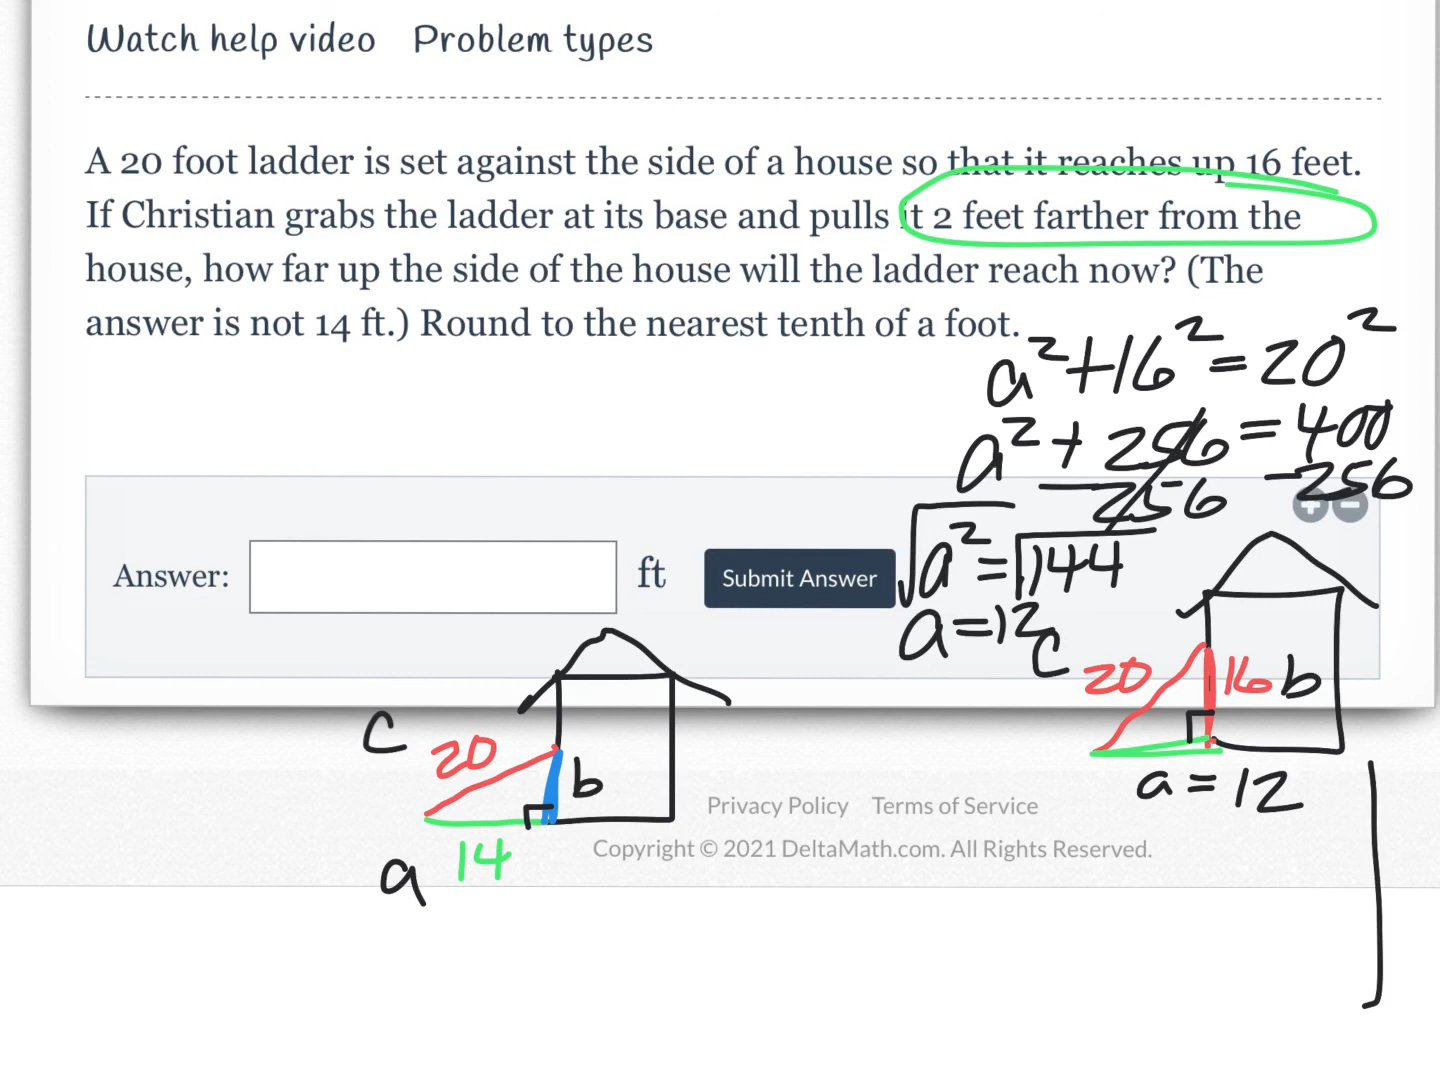 Watch help video Problem types
A 20 foot ladder is set against the side of a house so that it reaches up 16 feet.
If Christian grabs the ladder at its base and pulls it 2 feet farther from the
house, how far up the side of the house will the ladder reach now? (The
answer is not 14 ft.) Round to the nearest tenth of a foot.
a² + 16² = 20²
a² + 256 = 400
- 256 - 256
√a² = √144
a = 12
Answer: ft Submit Answer
+ −
c
20
16 b
a = 12
c
20
b
14
a
Privacy Policy Terms of Service
Copyright © 2021 DeltaMath.com. All Rights Reserved.